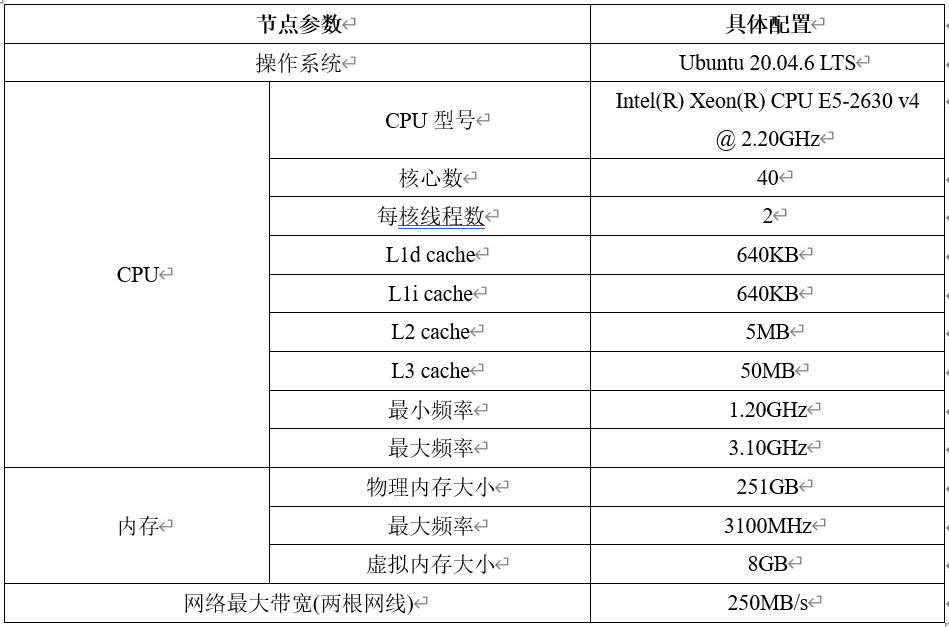 节点参数 具体配置
操作系统 Ubuntu 20.04.6 LTS
CPU
CPU 型号 Intel(R) Xeon(R) CPU E5-2630 v4
@ 2.20GHz
核心数 40
每核线程数 2
L1d cache 640KB
L1i cache 640KB
L2 cache 5MB
L3 cache 50MB
最小频率 1.20GHz
最大频率 3.10GHz
内存
物理内存大小 251GB
最大频率 3100MHz
虚拟内存大小 8GB
网络最大带宽(两根网线) 250MB/s